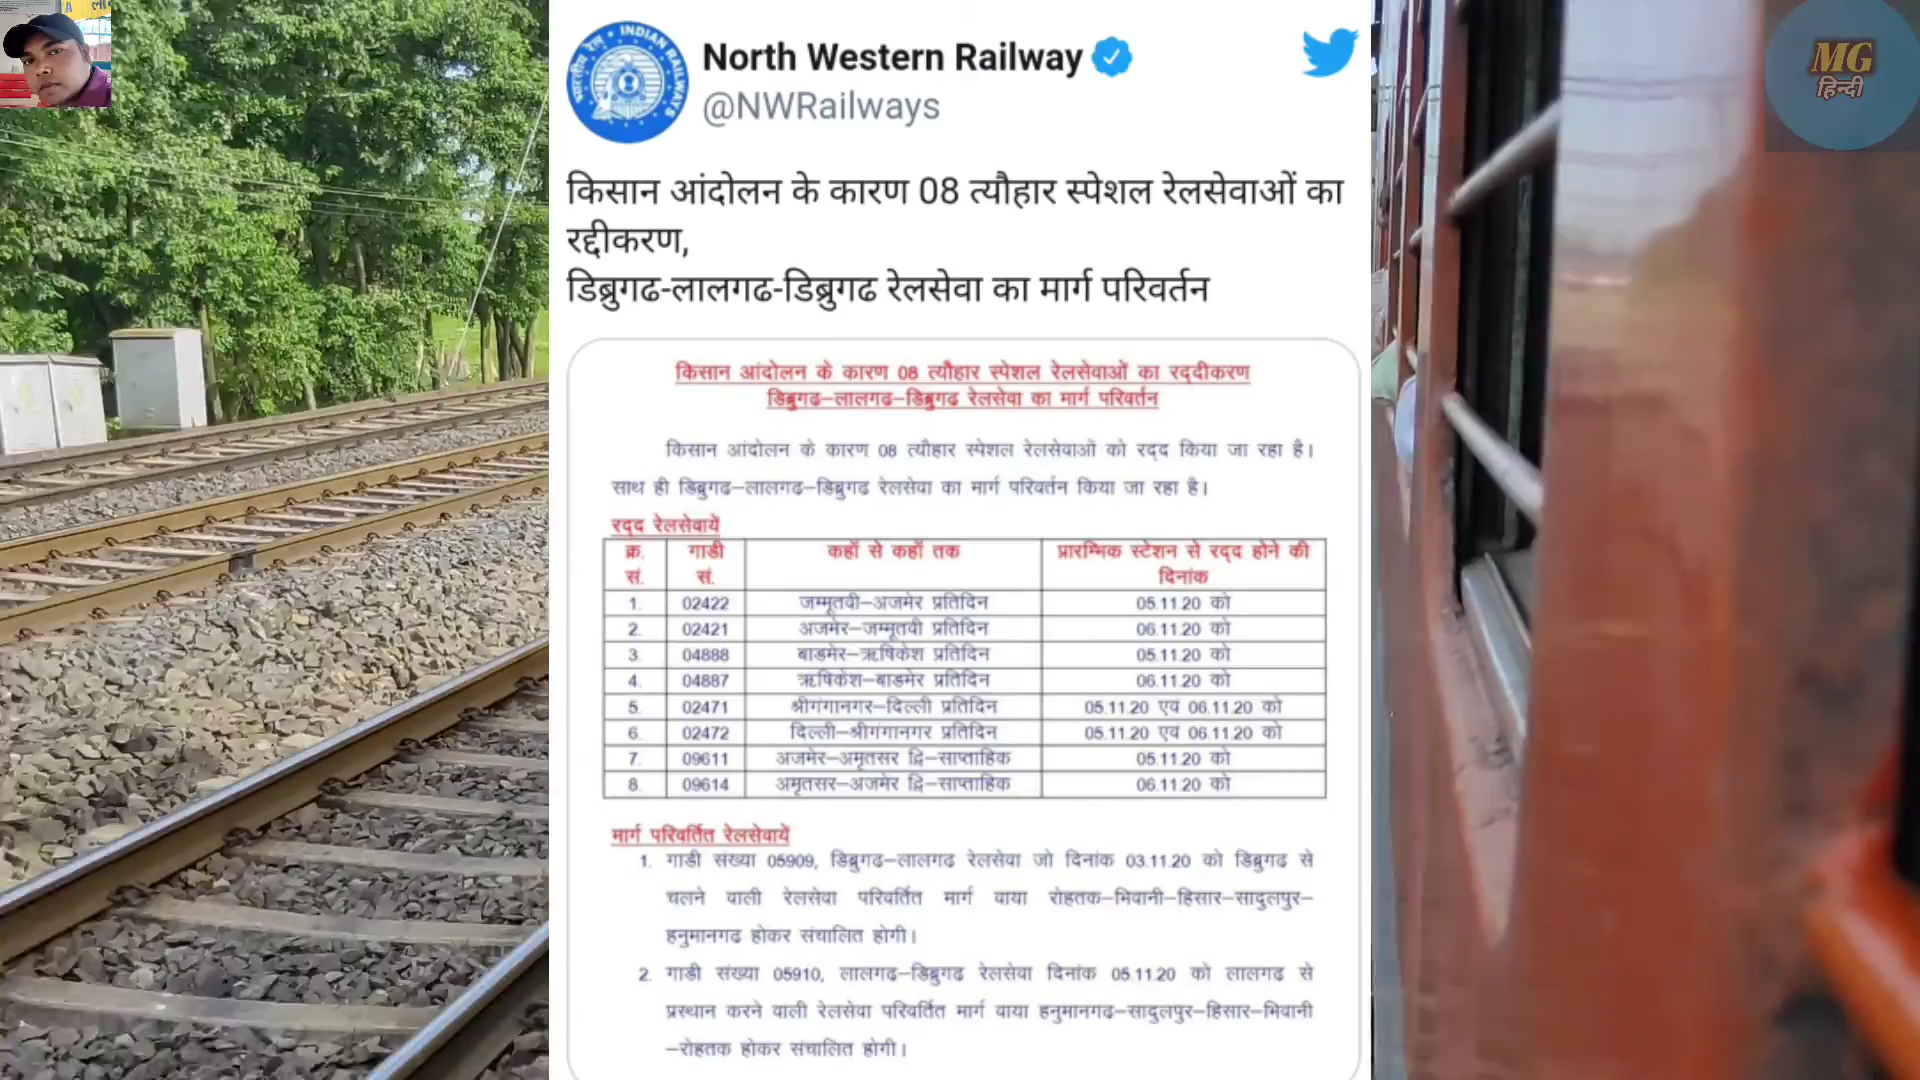 North Western Railway
@NWRailways
किसान आंदोलन के कारण 08 त्यौहार स्पेशल रेलसेवाओं का
रद्दीकरण,
डिब्रुगढ-लालगढ-डिब्रुगढ रेलसेवा का मार्ग परिवर्तन
किसान आंदोलन के कारण 08 त्यौहार स्पेशल रेलसेवाओं का रद्दीकरण
डिब्रुगढ–लालगढ–डिब्रुगढ रेलसेवा का मार्ग परिवर्तन
किसान आंदोलन के कारण 08 त्यौहार स्पेशल रेलसेवाओं को रद्द किया जा रहा है।
साथ ही डिब्रुगढ–लालगढ–डिब्रुगढ रेलसेवा का मार्ग परिवर्तन किया जा रहा है।
रद्द रेलसेवायें
क्र. सं. गाडी सं. कहॉ से कहॉ तक प्रारम्भिक स्टेशन से रद्द होने की दिनांक
1. 02422 जम्मूतवी–अजमेर प्रतिदिन 05.11.20 को
2. 02421 अजमेर–जम्मूतवी प्रतिदिन 06.11.20 को
3. 04888 बाडमेर–ऋषिकेश प्रतिदिन 05.11.20 को
4. 04887 ऋषिकेश–बाडमेर प्रतिदिन 06.11.20 को
5. 02471 श्रीगंगानगर–दिल्ली प्रतिदिन 05.11.20 एवं 06.11.20 को
6. 02472 दिल्ली–श्रीगंगानगर प्रतिदिन 05.11.20 एवं 06.11.20 को
7. 09611 अजमेर–अमृतसर द्वि–साप्ताहिक 05.11.20 को
8. 09614 अमृतसर–अजमेर द्वि–साप्ताहिक 06.11.20 को
मार्ग परिवर्तित रेलसेवायें
1. गाडी संख्या 05909, डिब्रुगढ–लालगढ रेलसेवा जो दिनांक 03.11.20 को डिब्रुगढ से
चलने वाली रेलसेवा परिवर्तित मार्ग वाया रोहतक–भिवानी–हिसार–सादुलपुर–
हनुमानगढ होकर संचालित होगी।
2. गाडी संख्या 05910, लालगढ–डिब्रुगढ रेलसेवा दिनांक 05.11.20 को लालगढ से
प्रस्थान करने वाली रेलसेवा परिवर्तित मार्ग वाया हनुमानगढ–सादुलपुर–हिसार–भिवानी
–रोहतक होकर संचालित होगी।
MG
हिन्दी
INDIAN RAILWAYS
भारतीय रेल